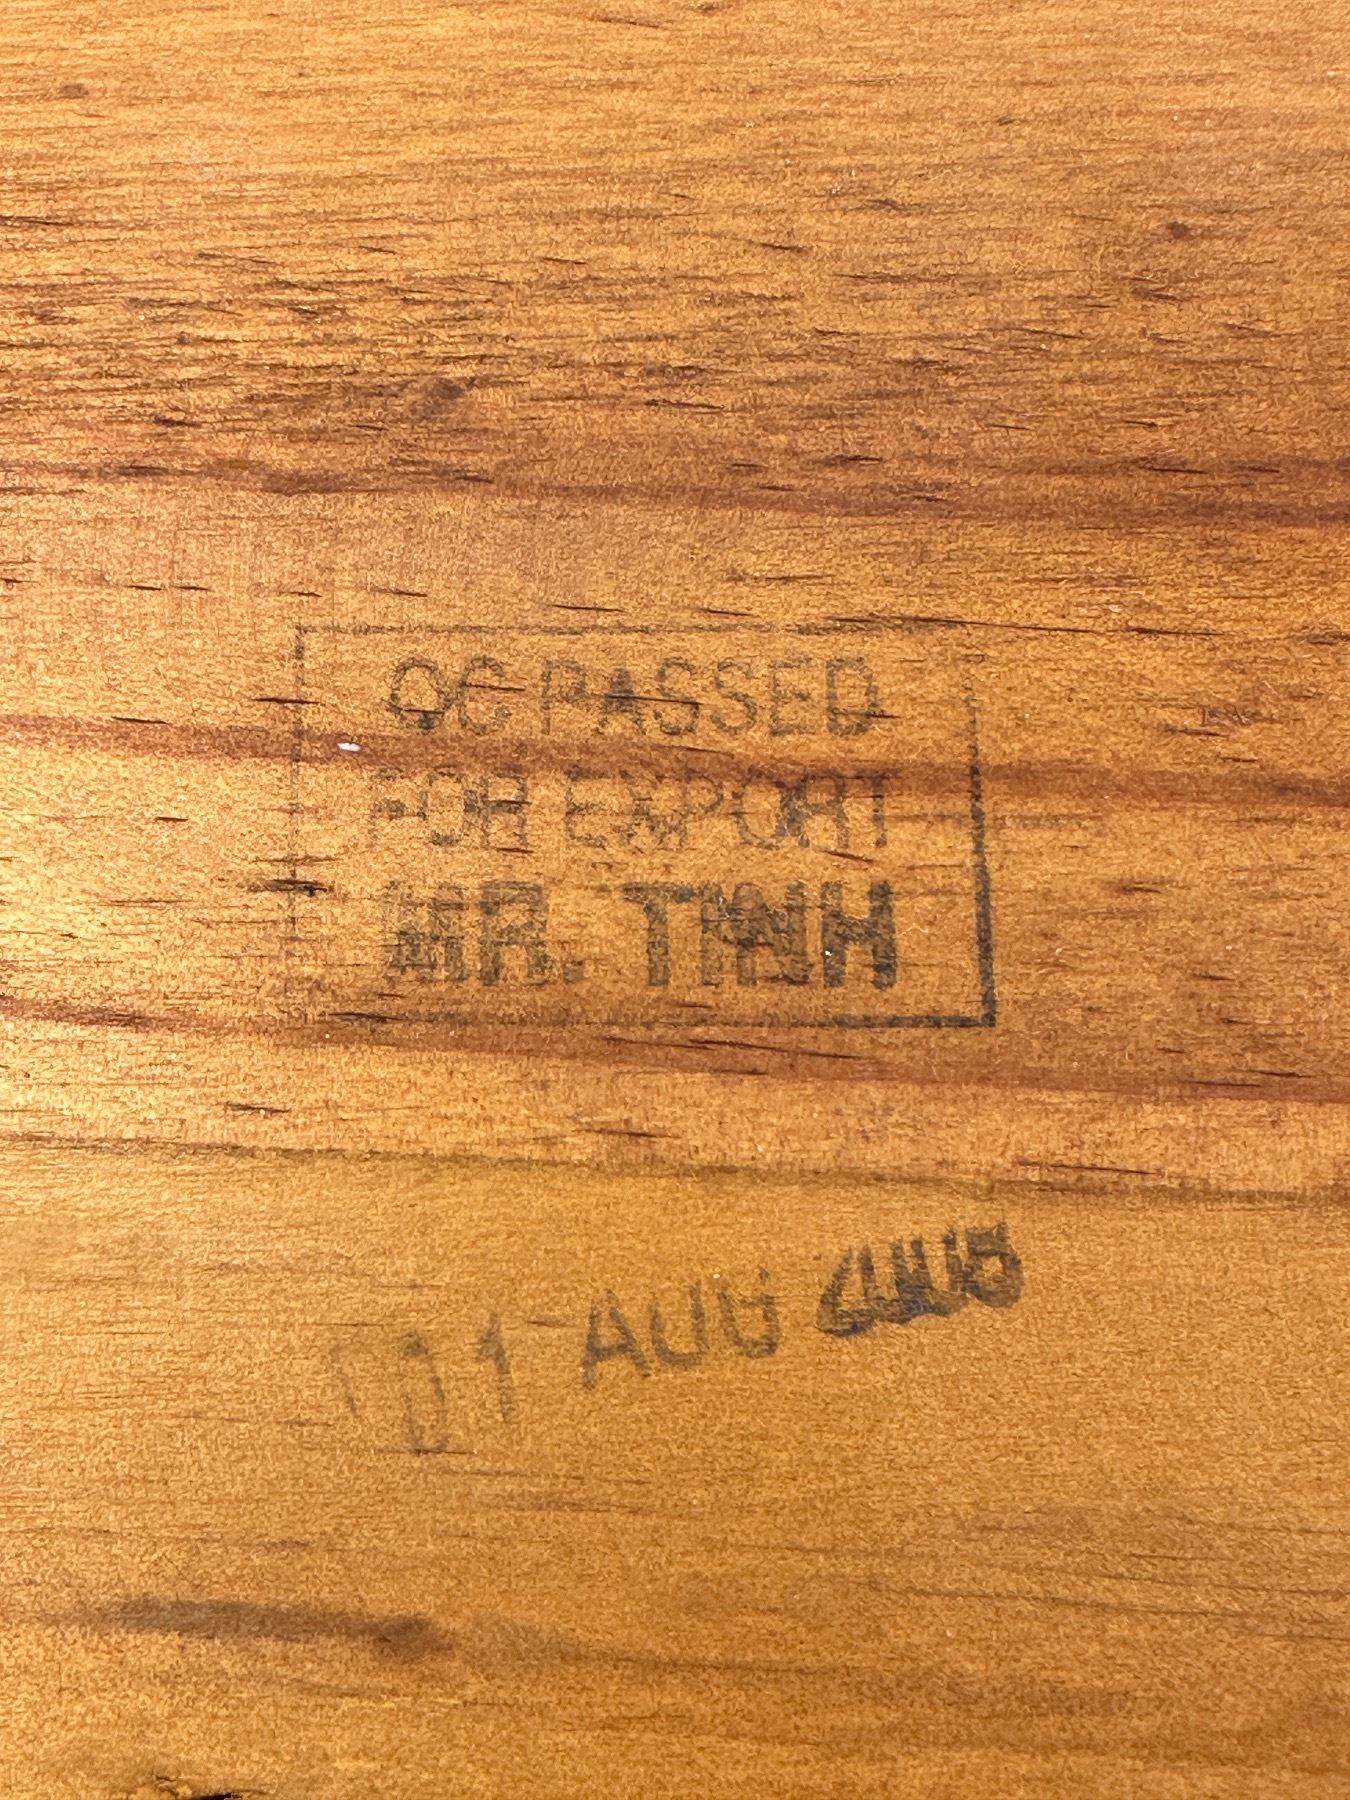 QC PASSED
FOR EXPORT
MR. TINH
01 AUG